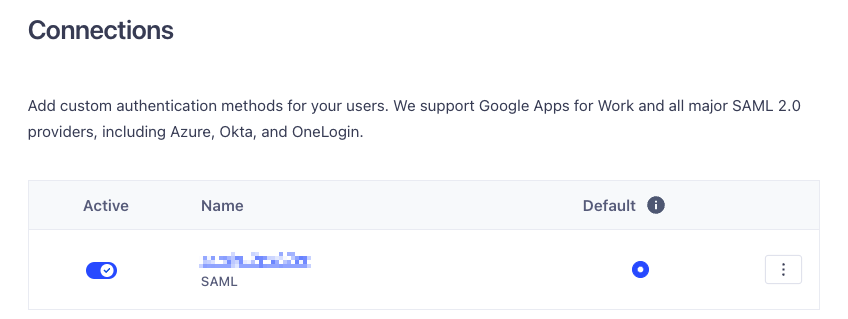 Connections
Add custom authentication methods for your users. We support Google Apps for Work and all major SAML 2.0
providers, including Azure, Okta, and OneLogin.
Active Name Default
SAML